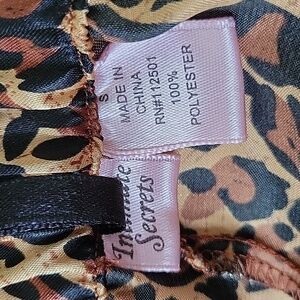 S
MADE IN
CHINA
RN#112501
100%
POLYESTER
Intimate
Secrets